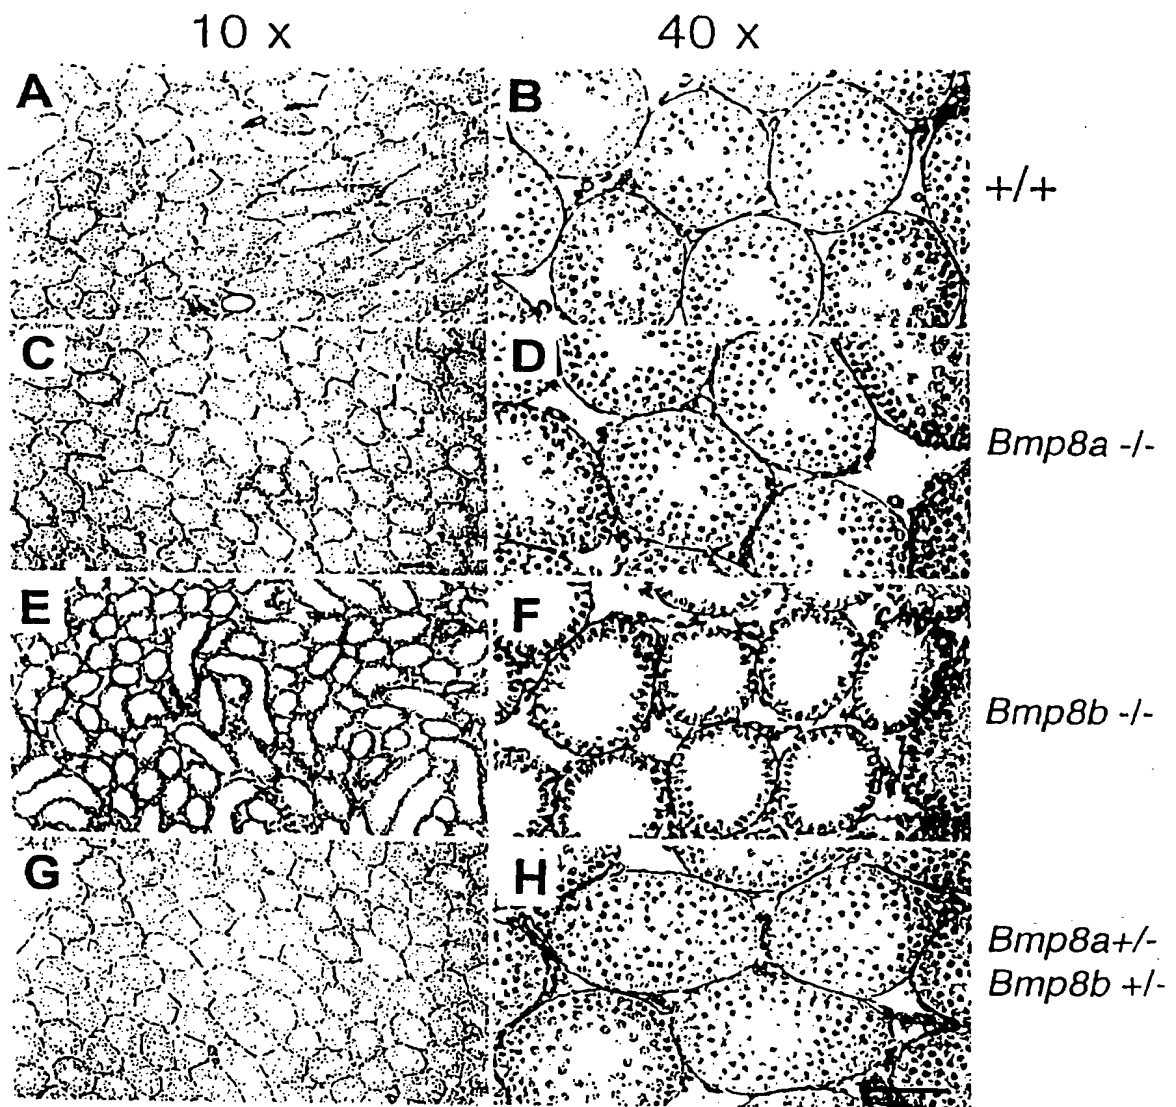 10 x 40 x
A B +/+
C D Bmp8a -/-
E F Bmp8b -/-
G H Bmp8a+/-
Bmp8b +/-